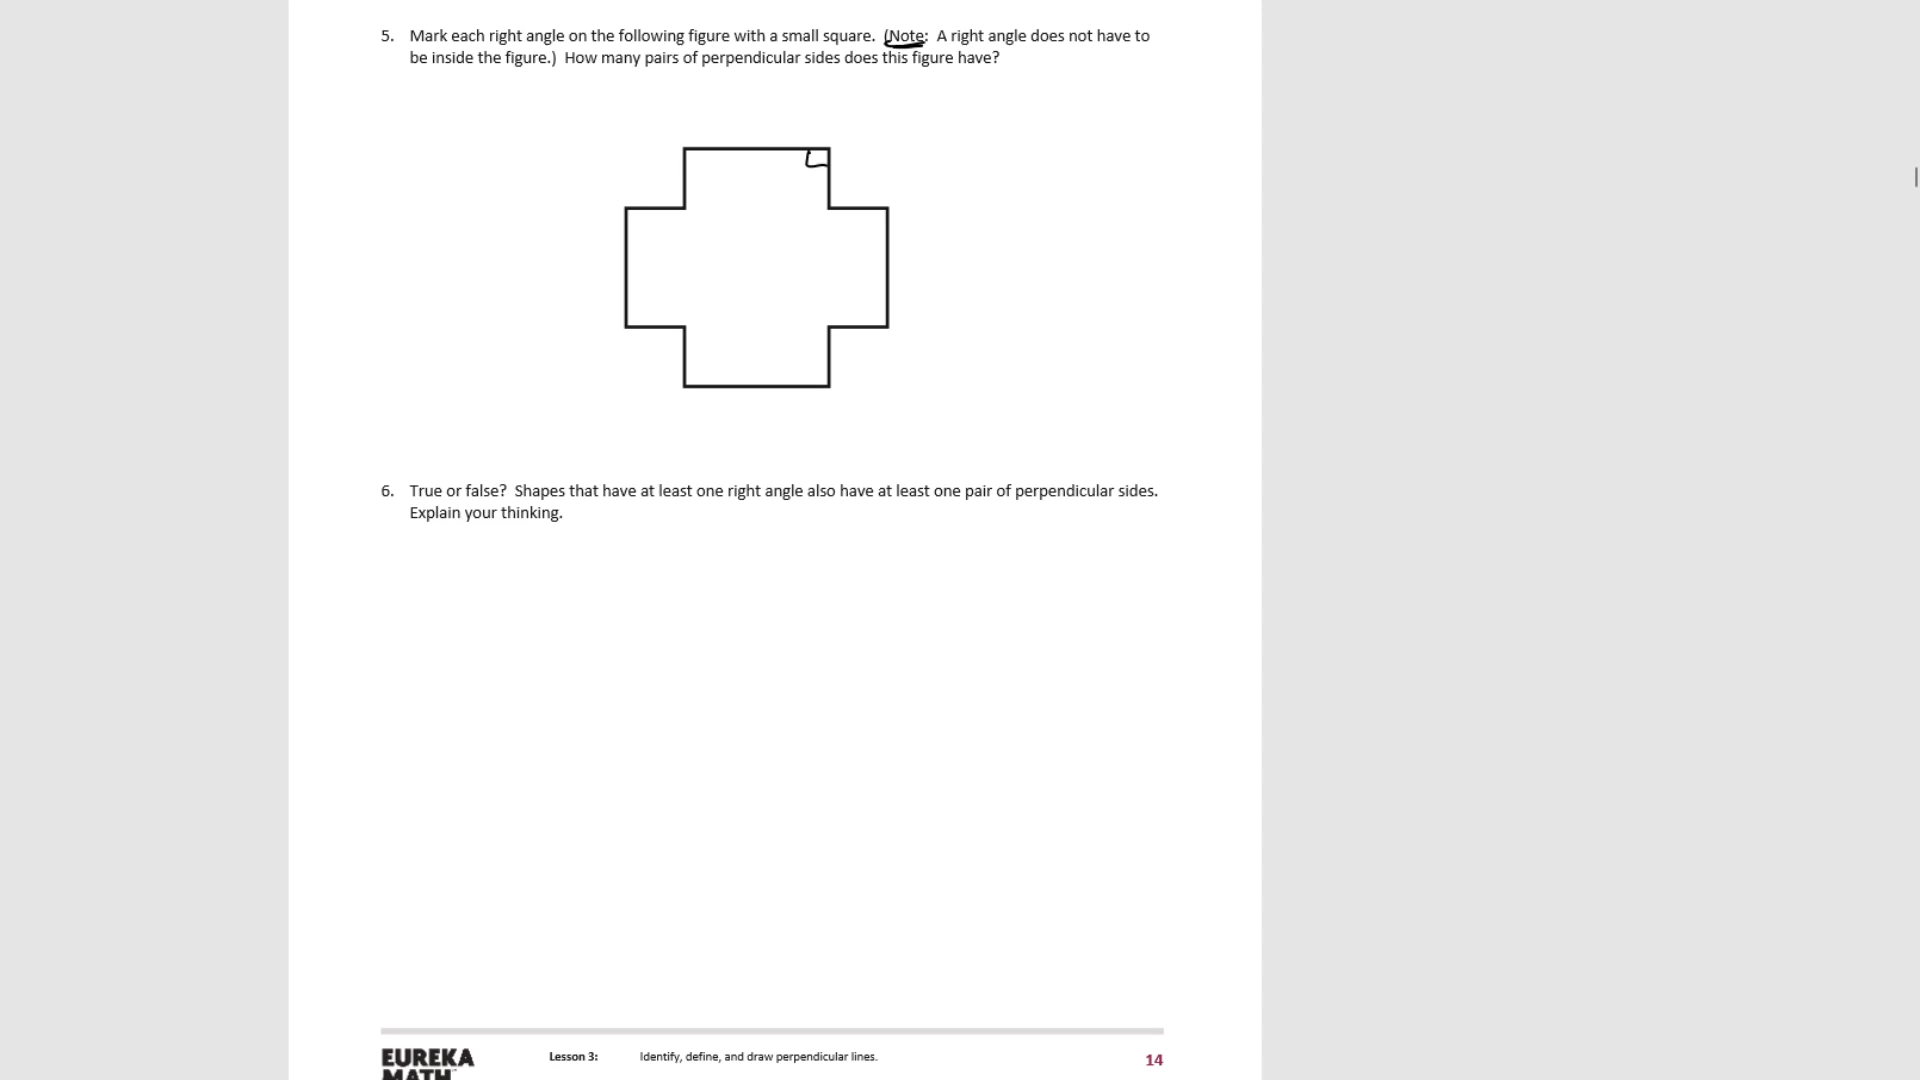 5. Mark each right angle on the following figure with a small square. (Note: A right angle does not have to
be inside the figure.) How many pairs of perpendicular sides does this figure have?
6. True or false? Shapes that have at least one right angle also have at least one pair of perpendicular sides.
Explain your thinking.
EUREKA
MATH™
Lesson 3: Identify, define, and draw perpendicular lines.
14